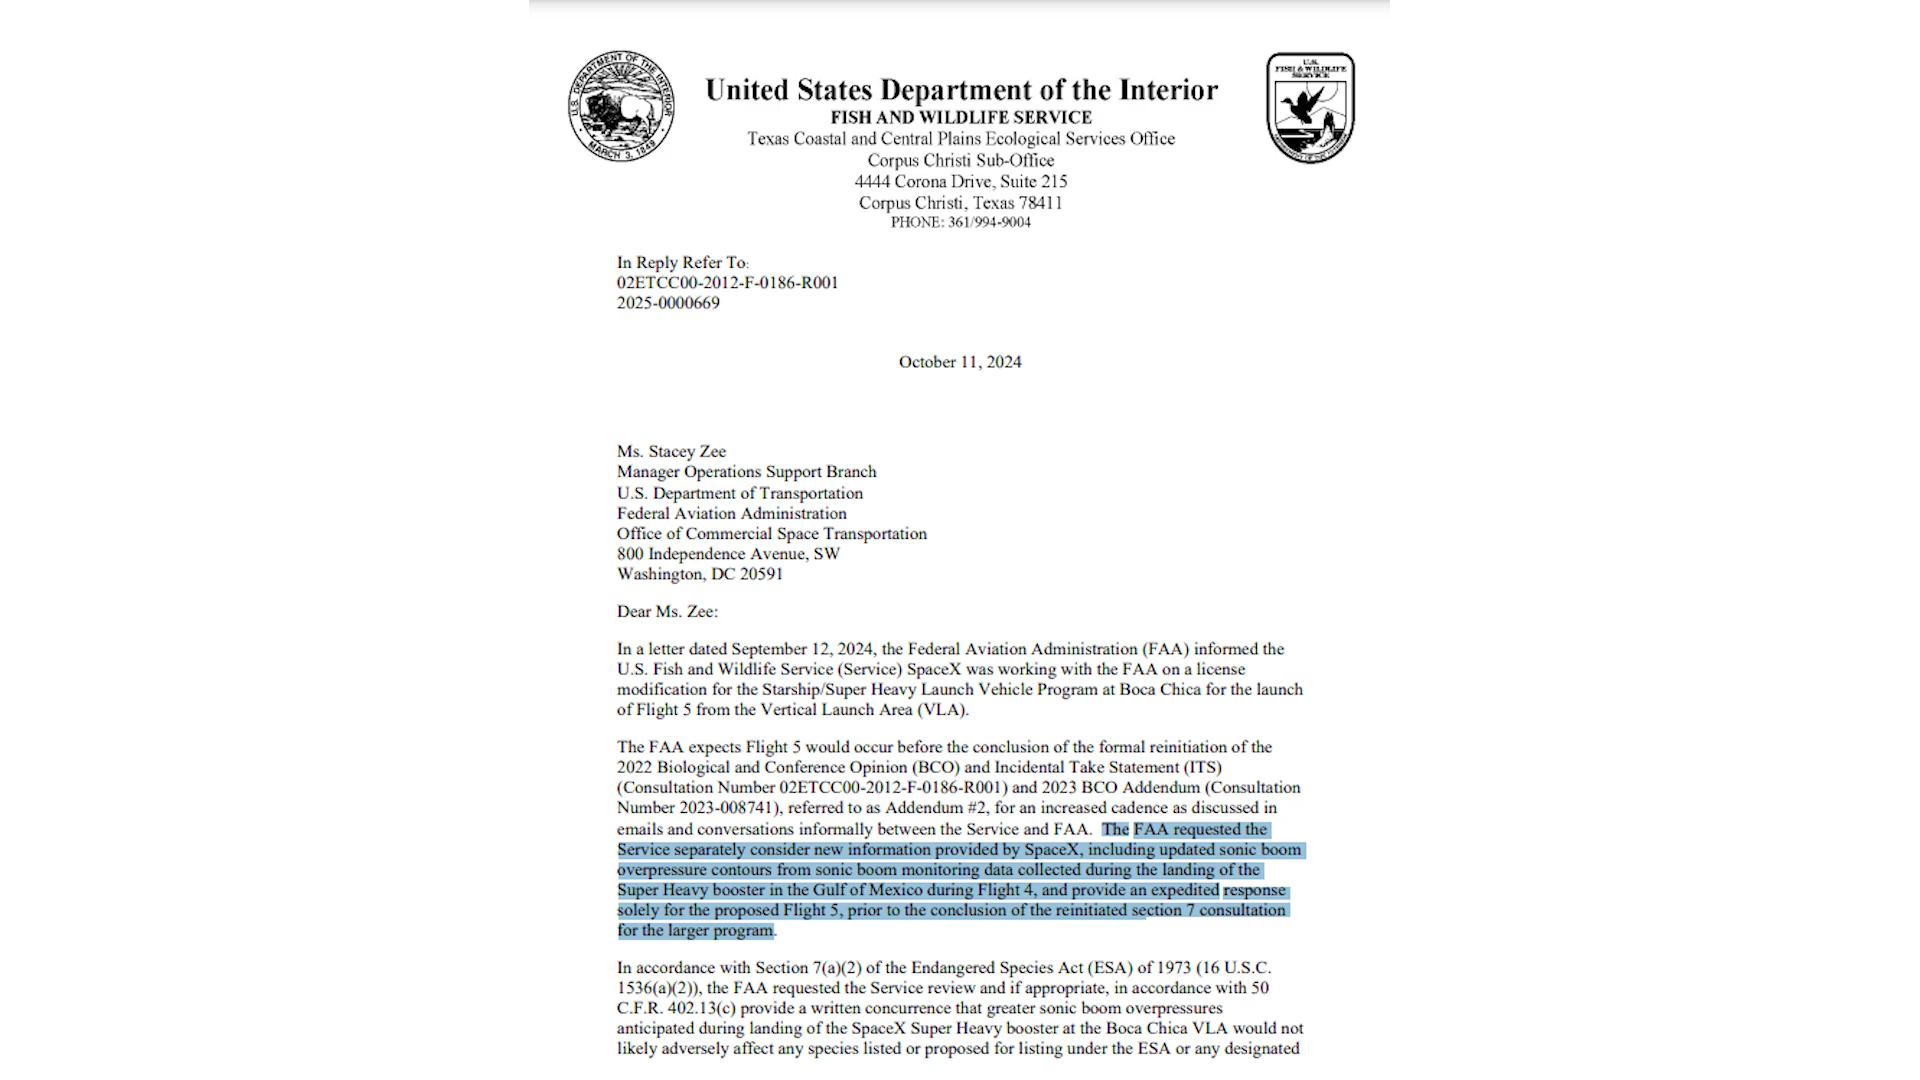 U.S. DEPARTMENT OF THE INTERIOR
MARCH 3, 1849
U.S.
FISH & WILDLIFE
SERVICE
United States Department of the Interior
FISH AND WILDLIFE SERVICE
Texas Coastal and Central Plains Ecological Services Office
Corpus Christi Sub-Office
4444 Corona Drive, Suite 215
Corpus Christi, Texas 78411
PHONE: 361/994-9004
In Reply Refer To:
02ETCC00-2012-F-0186-R001
2025-0000669
October 11, 2024
Ms. Stacey Zee
Manager Operations Support Branch
U.S. Department of Transportation
Federal Aviation Administration
Office of Commercial Space Transportation
800 Independence Avenue, SW
Washington, DC 20591
Dear Ms. Zee:
In a letter dated September 12, 2024, the Federal Aviation Administration (FAA) informed the
U.S. Fish and Wildlife Service (Service) SpaceX was working with the FAA on a license
modification for the Starship/Super Heavy Launch Vehicle Program at Boca Chica for the launch
of Flight 5 from the Vertical Launch Area (VLA).
The FAA expects Flight 5 would occur before the conclusion of the formal reinitiation of the
2022 Biological and Conference Opinion (BCO) and Incidental Take Statement (ITS)
(Consultation Number 02ETCC00-2012-F-0186-R001) and 2023 BCO Addendum (Consultation
Number 2023-008741), referred to as Addendum #2, for an increased cadence as discussed in
emails and conversations informally between the Service and FAA. The FAA requested the
Service separately consider new information provided by SpaceX, including updated sonic boom
overpressure contours from sonic boom monitoring data collected during the landing of the
Super Heavy booster in the Gulf of Mexico during Flight 4, and provide an expedited response
solely for the proposed Flight 5, prior to the conclusion of the reinitiated section 7 consultation
for the larger program.
In accordance with Section 7(a)(2) of the Endangered Species Act (ESA) of 1973 (16 U.S.C.
1536(a)(2)), the FAA requested the Service review and if appropriate, in accordance with 50
C.F.R. 402.13(c) provide a written concurrence that greater sonic boom overpressures
anticipated during landing of the SpaceX Super Heavy booster at the Boca Chica VLA would not
likely adversely affect any species listed or proposed for listing under the ESA or any designated